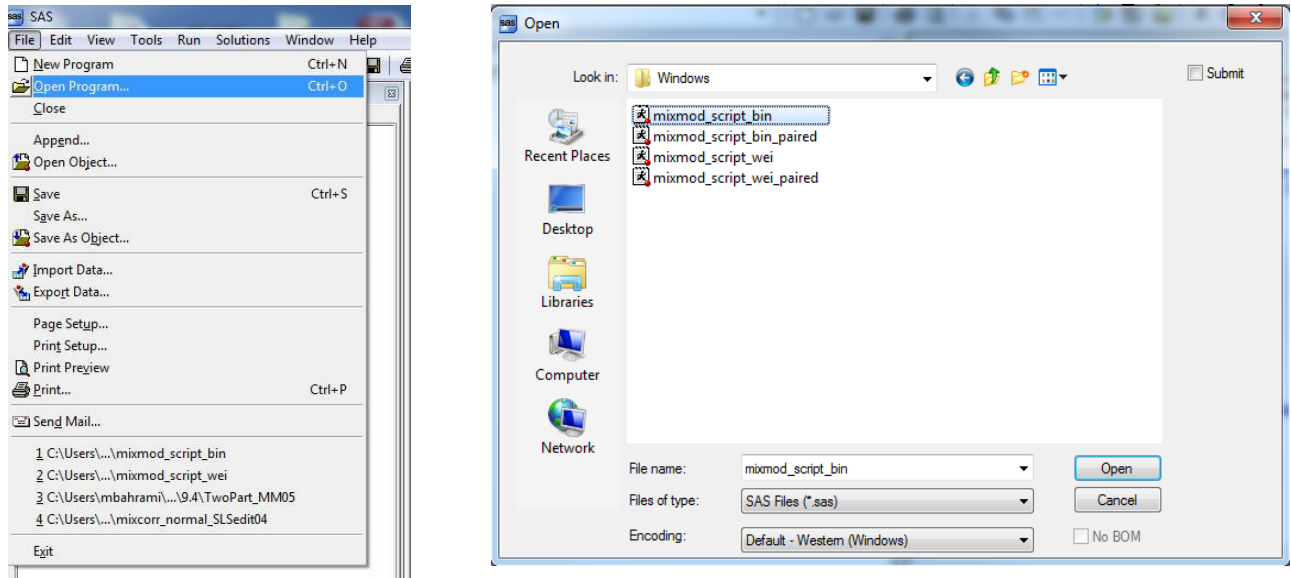 SAS
File Edit View Tools Run Solutions Window Help
New Program Ctrl+N
Open Program... Ctrl+O
Close
Append...
Open Object...
Save Ctrl+S
Save As...
Save As Object...
Import Data...
Export Data...
Page Setup...
Print Setup...
Print Preview
Print... Ctrl+P
Send Mail...
1 C:\Users\...\mixmod_script_bin
2 C:\Users\...\mixmod_script_wei
3 C:\Users\mbahrami\...\9.4\TwoPart_MM05
4 C:\Users\...\mixcorr_normal_SLSedit04
Exit
sas Open
Look in: Windows
Submit
mixmod_script_bin
mixmod_script_bin_paired
mixmod_script_wei
mixmod_script_wei_paired
Recent Places
Desktop
Libraries
Computer
Network
File name: mixmod_script_bin Open
Files of type: SAS Files (*.sas) Cancel
Encoding: Default - Western (Windows) No BOM